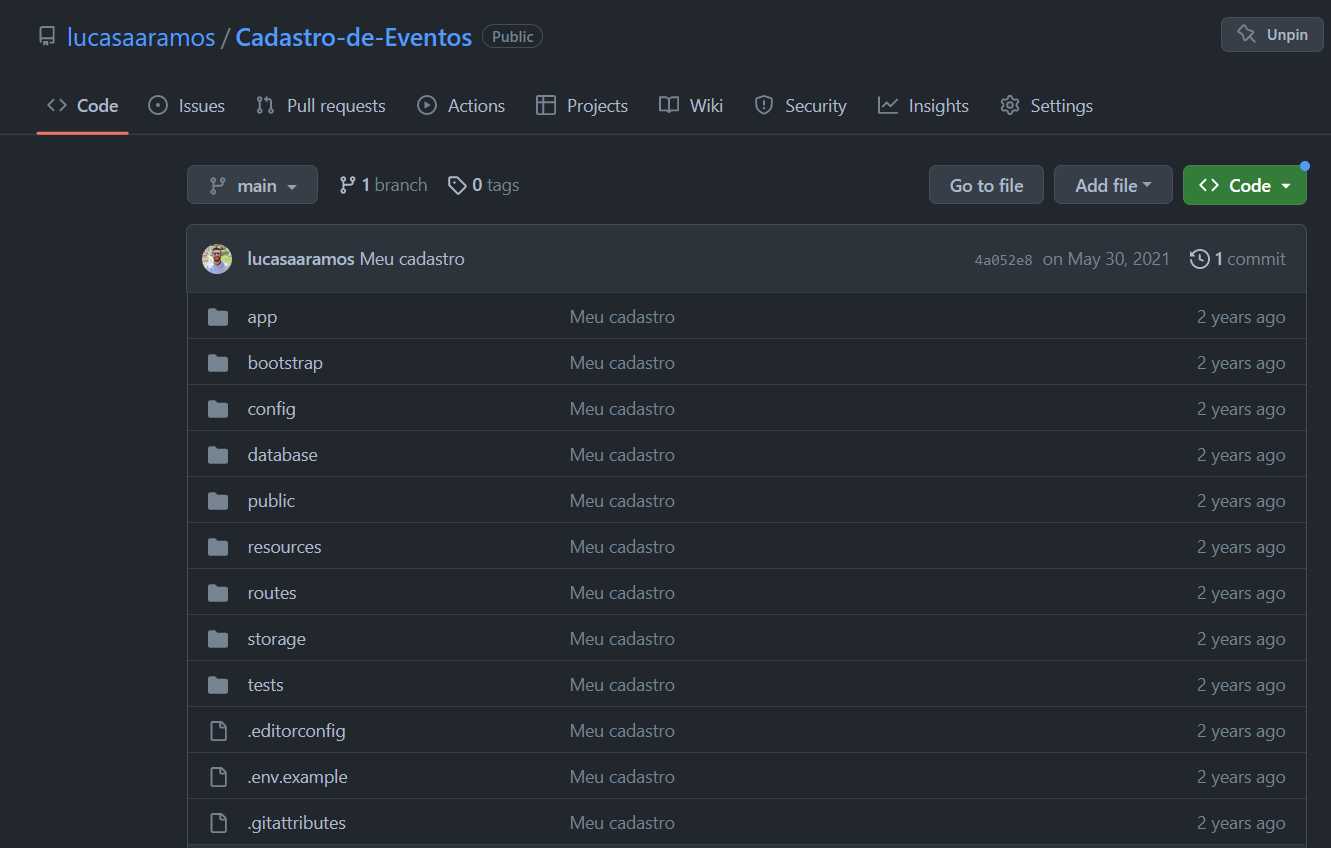 lucasaaramos / Cadastro-de-Eventos Public Unpin
Code Issues Pull requests Actions Projects Wiki Security Insights Settings
main 1 branch 0 tags Go to file Add file Code
lucasaaramos Meu cadastro 4a052e8 on May 30, 2021 1 commit
app Meu cadastro 2 years ago
bootstrap Meu cadastro 2 years ago
config Meu cadastro 2 years ago
database Meu cadastro 2 years ago
public Meu cadastro 2 years ago
resources Meu cadastro 2 years ago
routes Meu cadastro 2 years ago
storage Meu cadastro 2 years ago
tests Meu cadastro 2 years ago
.editorconfig Meu cadastro 2 years ago
.env.example Meu cadastro 2 years ago
.gitattributes Meu cadastro 2 years ago